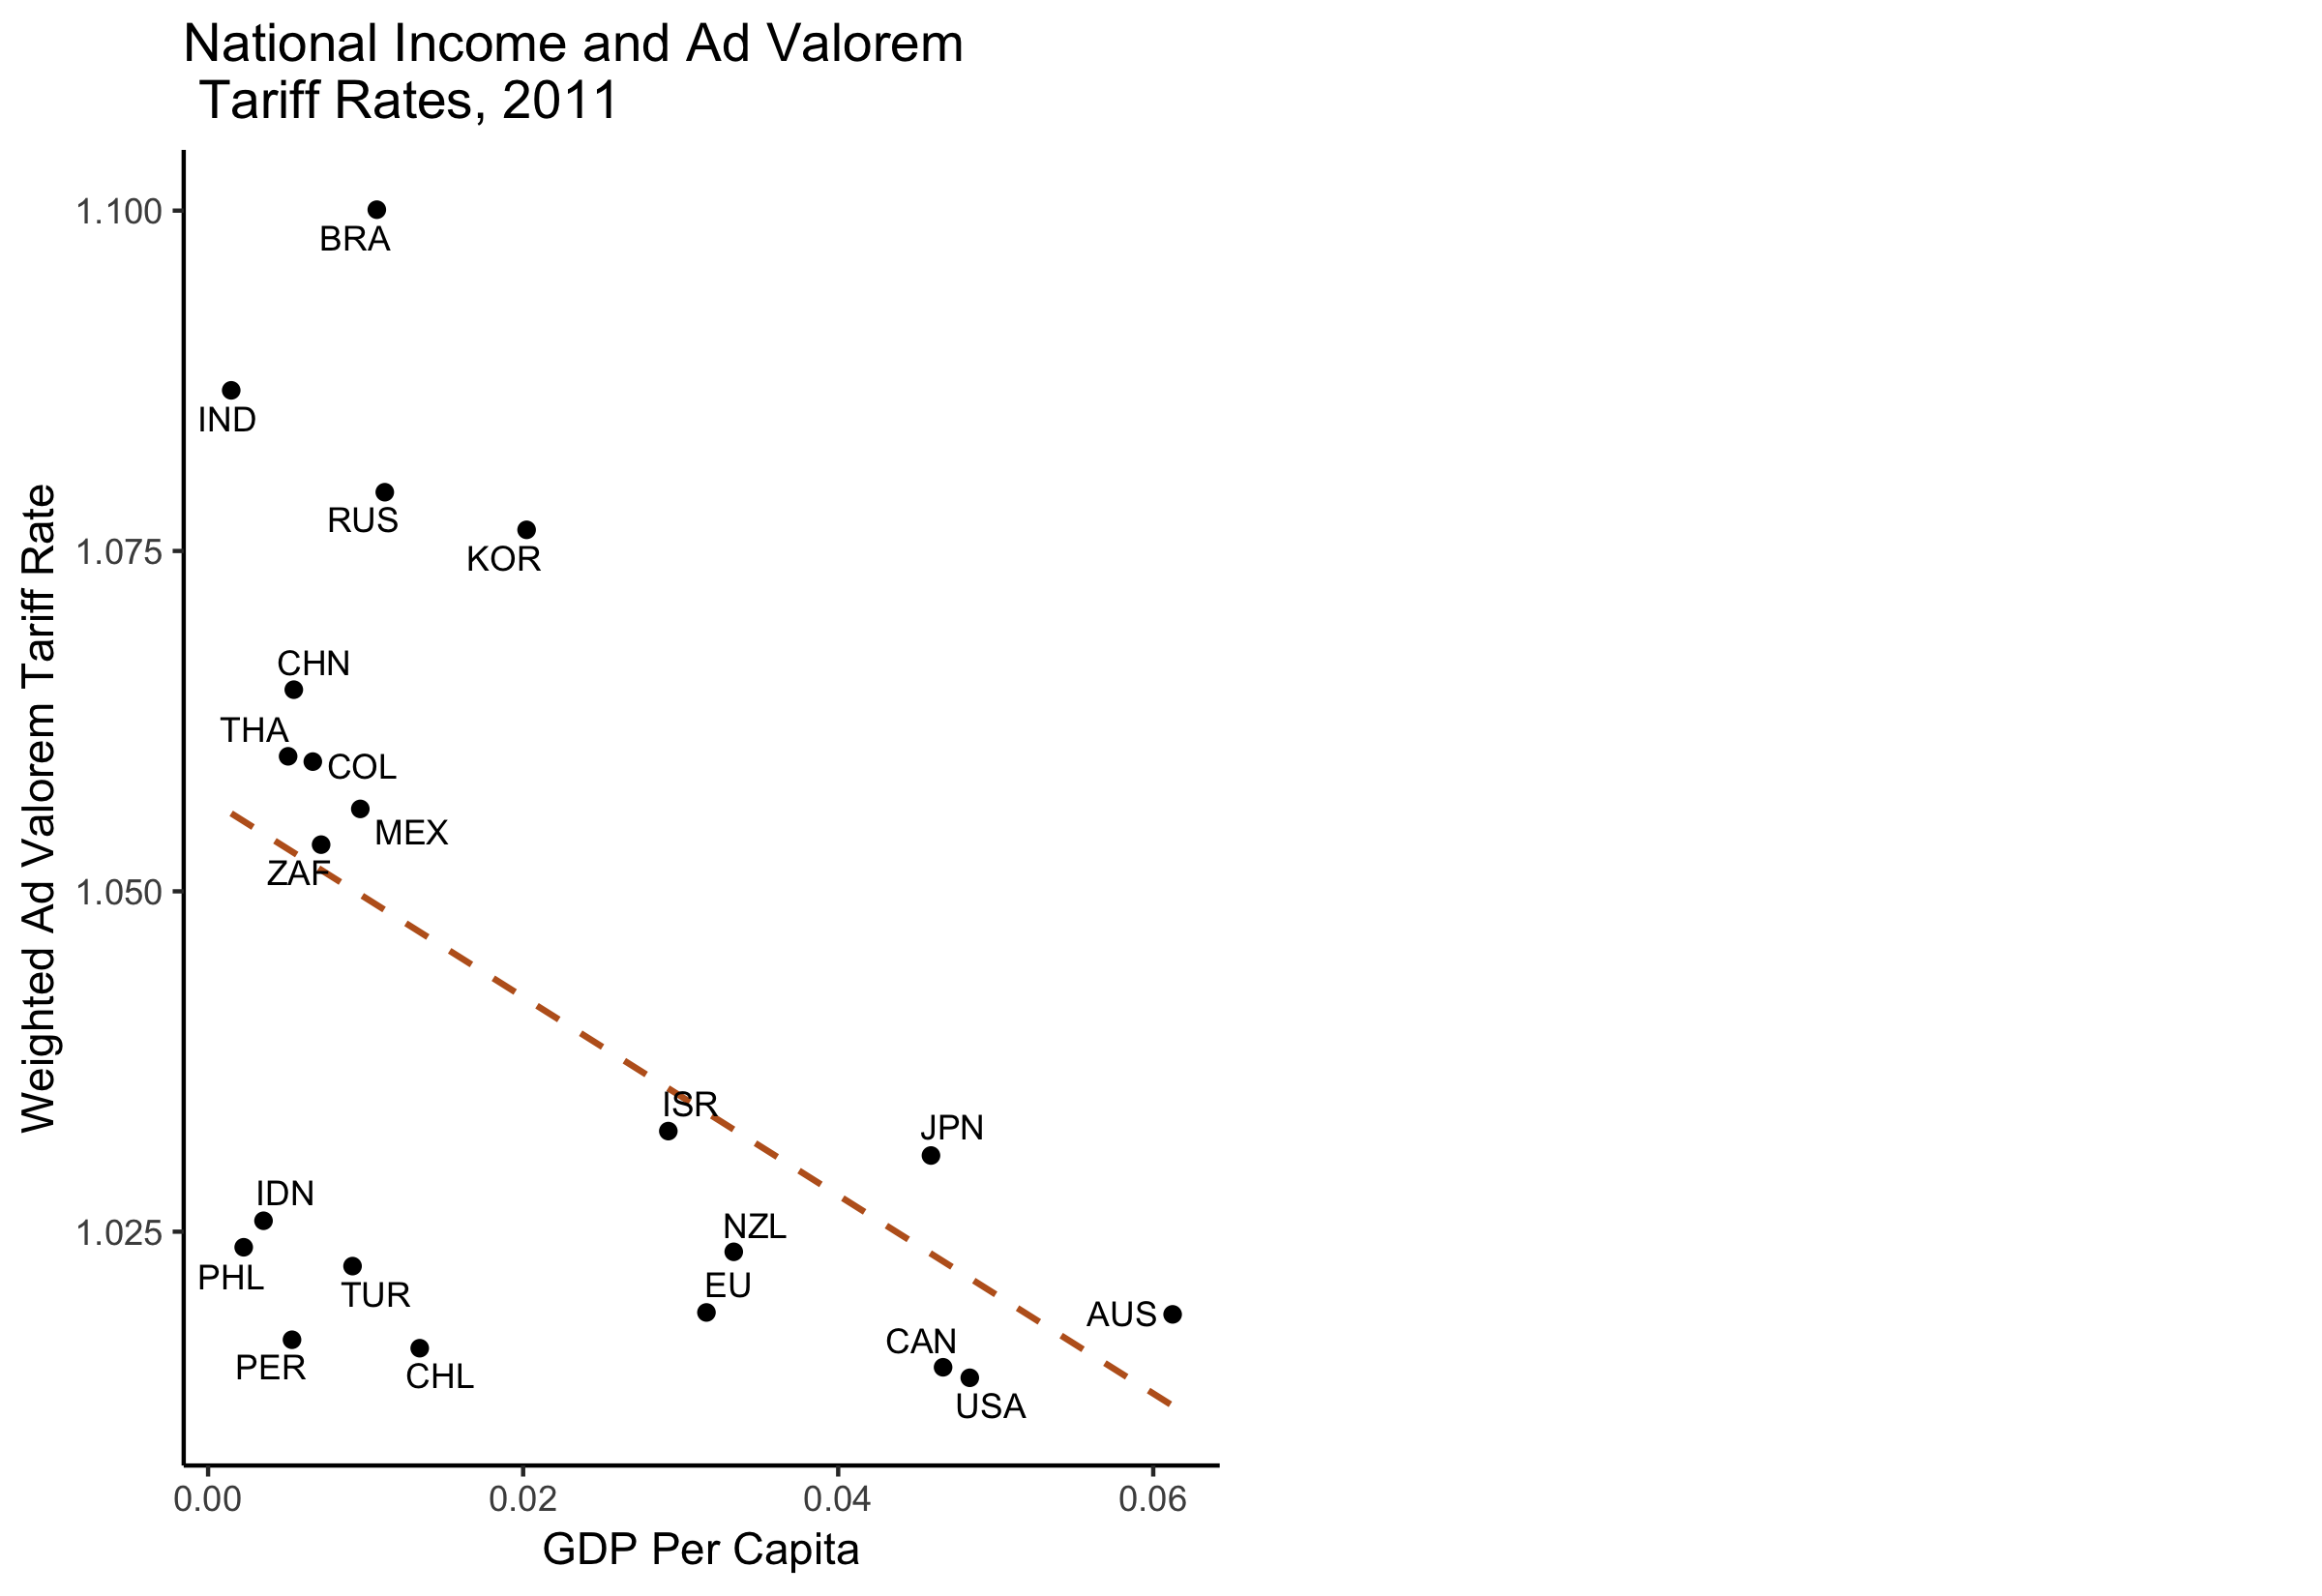 National Income and Ad Valorem
Tariff Rates, 2011
Weighted Ad Valorem Tariff Rate
1.100
1.075
1.050
1.025
BRA
IND
RUS
KOR
CHN
THA
COL
MEX
ZAF
ISR
JPN
IDN
NZL
PHL
EU
TUR
AUS
CAN
PER
CHL
USA
0.00 0.02 0.04 0.06
GDP Per Capita